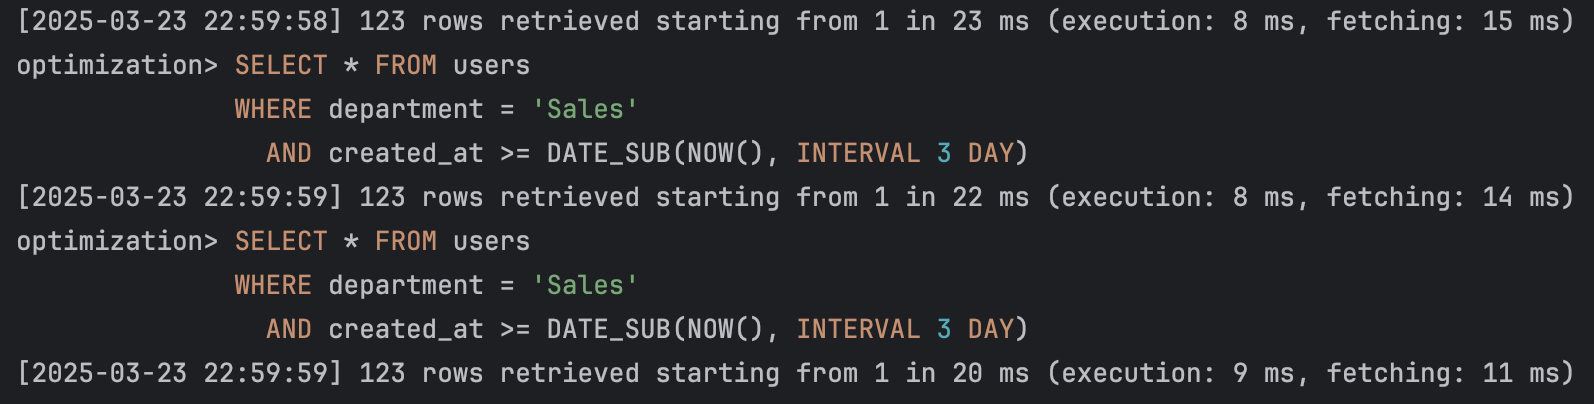 [2025-03-23 22:59:58] 123 rows retrieved starting from 1 in 23 ms (execution: 8 ms, fetching: 15 ms)
optimization> SELECT * FROM users
WHERE department = 'Sales'
AND created_at >= DATE_SUB(NOW(), INTERVAL 3 DAY)
[2025-03-23 22:59:59] 123 rows retrieved starting from 1 in 22 ms (execution: 8 ms, fetching: 14 ms)
optimization> SELECT * FROM users
WHERE department = 'Sales'
AND created_at >= DATE_SUB(NOW(), INTERVAL 3 DAY)
[2025-03-23 22:59:59] 123 rows retrieved starting from 1 in 20 ms (execution: 9 ms, fetching: 11 ms)